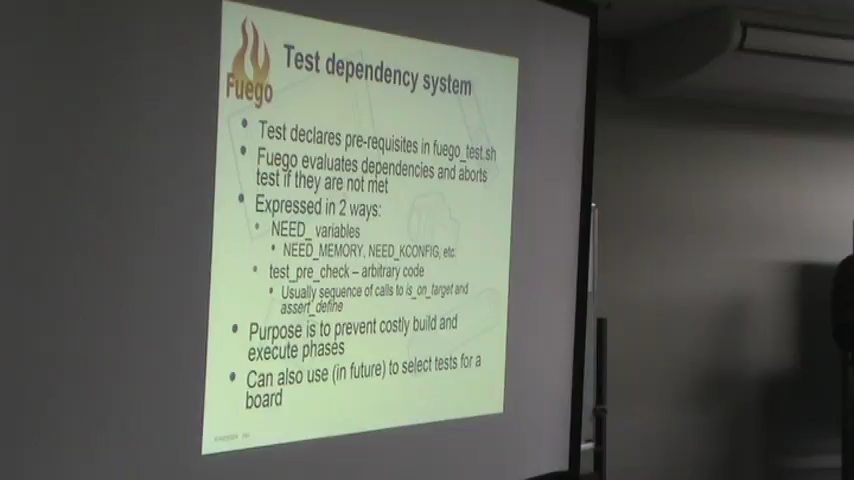 Fuego
Test dependency system
• Test declares pre-requisites in fuego_test.sh
• Fuego evaluates dependencies and aborts
test if they are not met
• Expressed in 2 ways:
• NEED_ variables
• NEED_MEMORY, NEED_KCONFIG, etc.
• test_pre_check – arbitrary code
• Usually sequence of calls to is_on_target and
assert_define
• Purpose is to prevent costly build and
execute phases
• Can also use (in future) to select tests for a
board